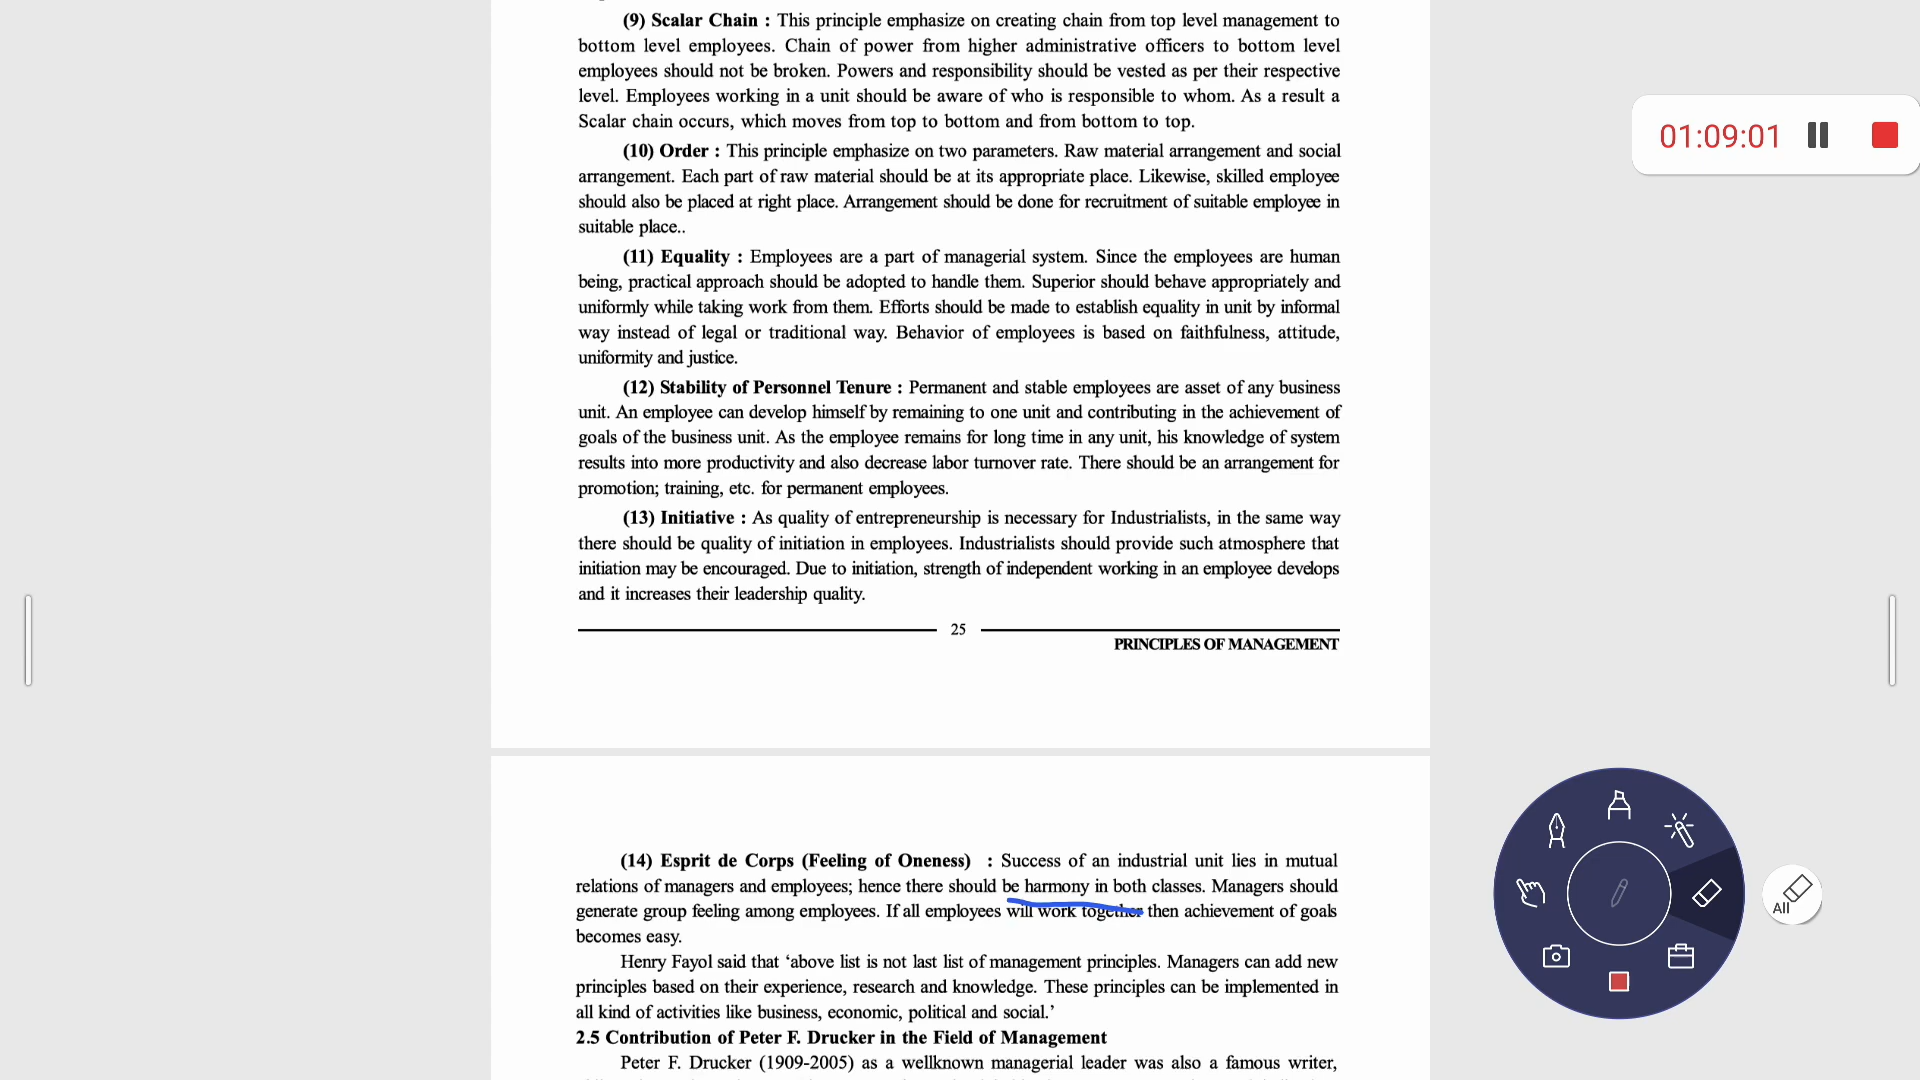 (9) Scalar Chain : This principle emphasize on creating chain from top level management to
bottom level employees. Chain of power from higher administrative officers to bottom level
employees should not be broken. Powers and responsibility should be vested as per their respective
level. Employees working in a unit should be aware of who is responsible to whom. As a result a
Scalar chain occurs, which moves from top to bottom and from bottom to top.
(10) Order : This principle emphasize on two parameters. Raw material arrangement and social
arrangement. Each part of raw material should be at its appropriate place. Likewise, skilled employee
should also be placed at right place. Arrangement should be done for recruitment of suitable employee in
suitable place..
(11) Equality : Employees are a part of managerial system. Since the employees are human
being, practical approach should be adopted to handle them. Superior should behave appropriately and
uniformly while taking work from them. Efforts should be made to establish equality in unit by informal
way instead of legal or traditional way. Behavior of employees is based on faithfulness, attitude,
uniformity and justice.
(12) Stability of Personnel Tenure : Permanent and stable employees are asset of any business
unit. An employee can develop himself by remaining to one unit and contributing in the achievement of
goals of the business unit. As the employee remains for long time in any unit, his knowledge of system
results into more productivity and also decrease labor turnover rate. There should be an arrangement for
promotion; training, etc. for permanent employees.
(13) Initiative : As quality of entrepreneurship is necessary for Industrialists, in the same way
there should be quality of initiation in employees. Industrialists should provide such atmosphere that
initiation may be encouraged. Due to initiation, strength of independent working in an employee develops
and it increases their leadership quality.
25
PRINCIPLES OF MANAGEMENT
(14) Esprit de Corps (Feeling of Oneness) : Success of an industrial unit lies in mutual
relations of managers and employees; hence there should be harmony in both classes. Managers should
generate group feeling among employees. If all employees will work together then achievement of goals
becomes easy.
Henry Fayol said that ‘above list is not last list of management principles. Managers can add new
principles based on their experience, research and knowledge. These principles can be implemented in
all kind of activities like business, economic, political and social.’
2.5 Contribution of Peter F. Drucker in the Field of Management
Peter F. Drucker (1909-2005) as a wellknown managerial leader was also a famous writer,
01:09:01
All